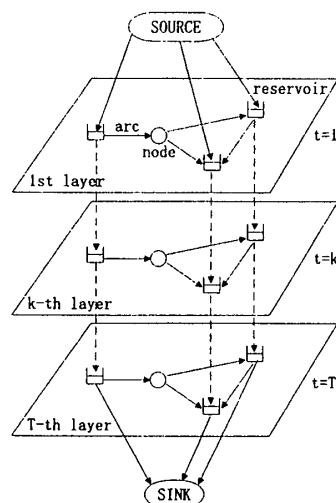 SOURCE
reservoir
arc
node
t=1
1st layer
t=k
k-th layer
t=T
T-th layer
SINK